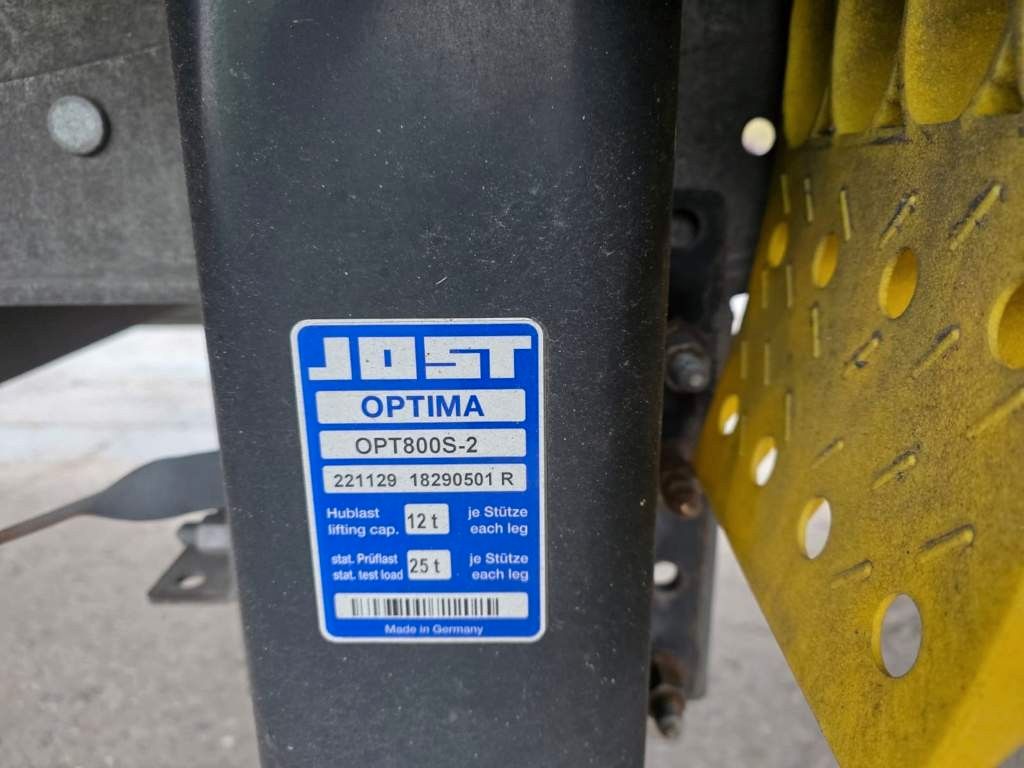 JOST
OPTIMA
OPT800S-2
221129 18290501 R
Hublast
lifting cap. 12 t je Stütze
each leg
stat. Prüflast
stat. test load 25 t je Stütze
each leg
Made in Germany